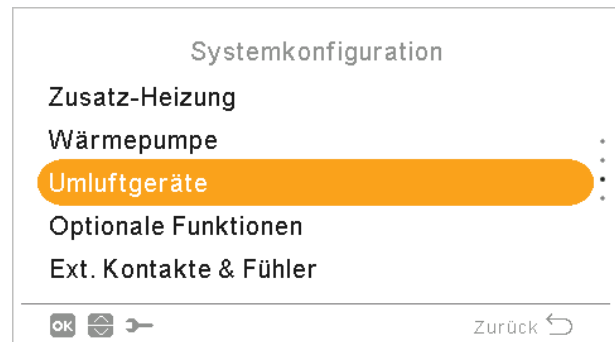 Systemkonfiguration
Zusatz-Heizung
Wärmepumpe
Umluftgeräte
Optionale Funktionen
Ext. Kontakte & Fühler
OK
Zurück